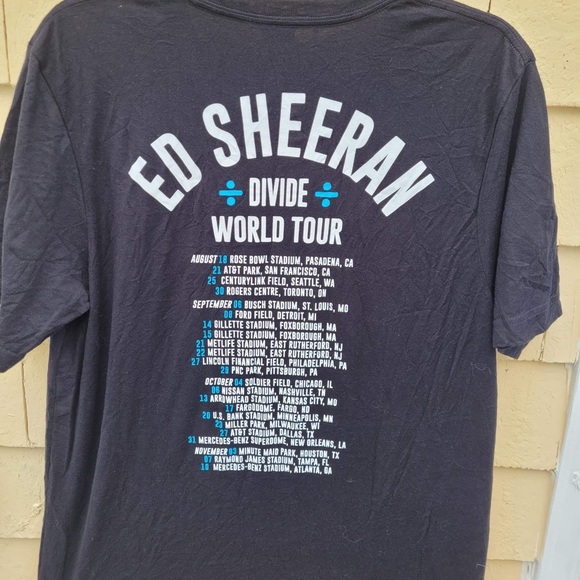 ED SHEERAN
÷ DIVIDE ÷
WORLD TOUR
AUGUST 18 ROSE BOWL STADIUM, PASADENA, CA
21 AT&T PARK, SAN FRANCISCO, CA
25 CENTURYLINK FIELD, SEATTLE, WA
30 ROGERS CENTRE, TORONTO, ON
SEPTEMBER 06 BUSCH STADIUM, ST. LOUIS, MO
08 FORD FIELD, DETROIT, MI
14 GILLETTE STADIUM, FOXBOROUGH, MA
15 GILLETTE STADIUM, FOXBOROUGH, MA
21 METLIFE STADIUM, EAST RUTHERFORD, NJ
22 METLIFE STADIUM, EAST RUTHERFORD, NJ
27 LINCOLN FINANCIAL FIELD, PHILADELPHIA, PA
29 PNC PARK, PITTSBURGH, PA
OCTOBER 04 SOLDIER FIELD, CHICAGO, IL
06 NISSAN STADIUM, NASHVILLE, TN
13 ARROWHEAD STADIUM, KANSAS CITY, MO
17 FARGODOME, FARGO, ND
20 U.S. BANK STADIUM, MINNEAPOLIS, MN
23 MILLER PARK, MILWAUKEE, WI
27 AT&T STADIUM, DALLAS, TX
31 MERCEDES-BENZ SUPERDOME, NEW ORLEANS, LA
NOVEMBER 03 MINUTE MAID PARK, HOUSTON, TX
07 RAYMOND JAMES STADIUM, TAMPA, FL
10 MERCEDES-BENZ STADIUM, ATLANTA, GA